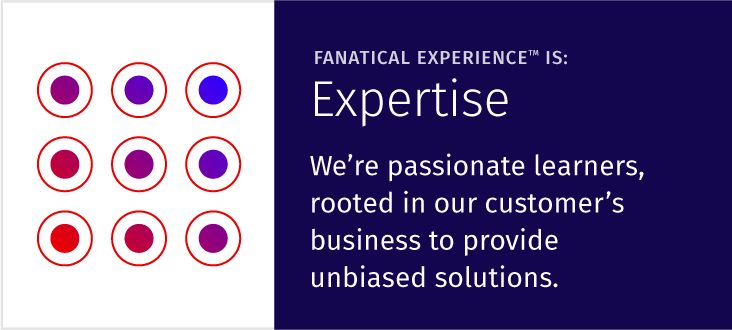 FANATICAL EXPERIENCE™ IS:
Expertise
We’re passionate learners,
rooted in our customer’s
business to provide
unbiased solutions.